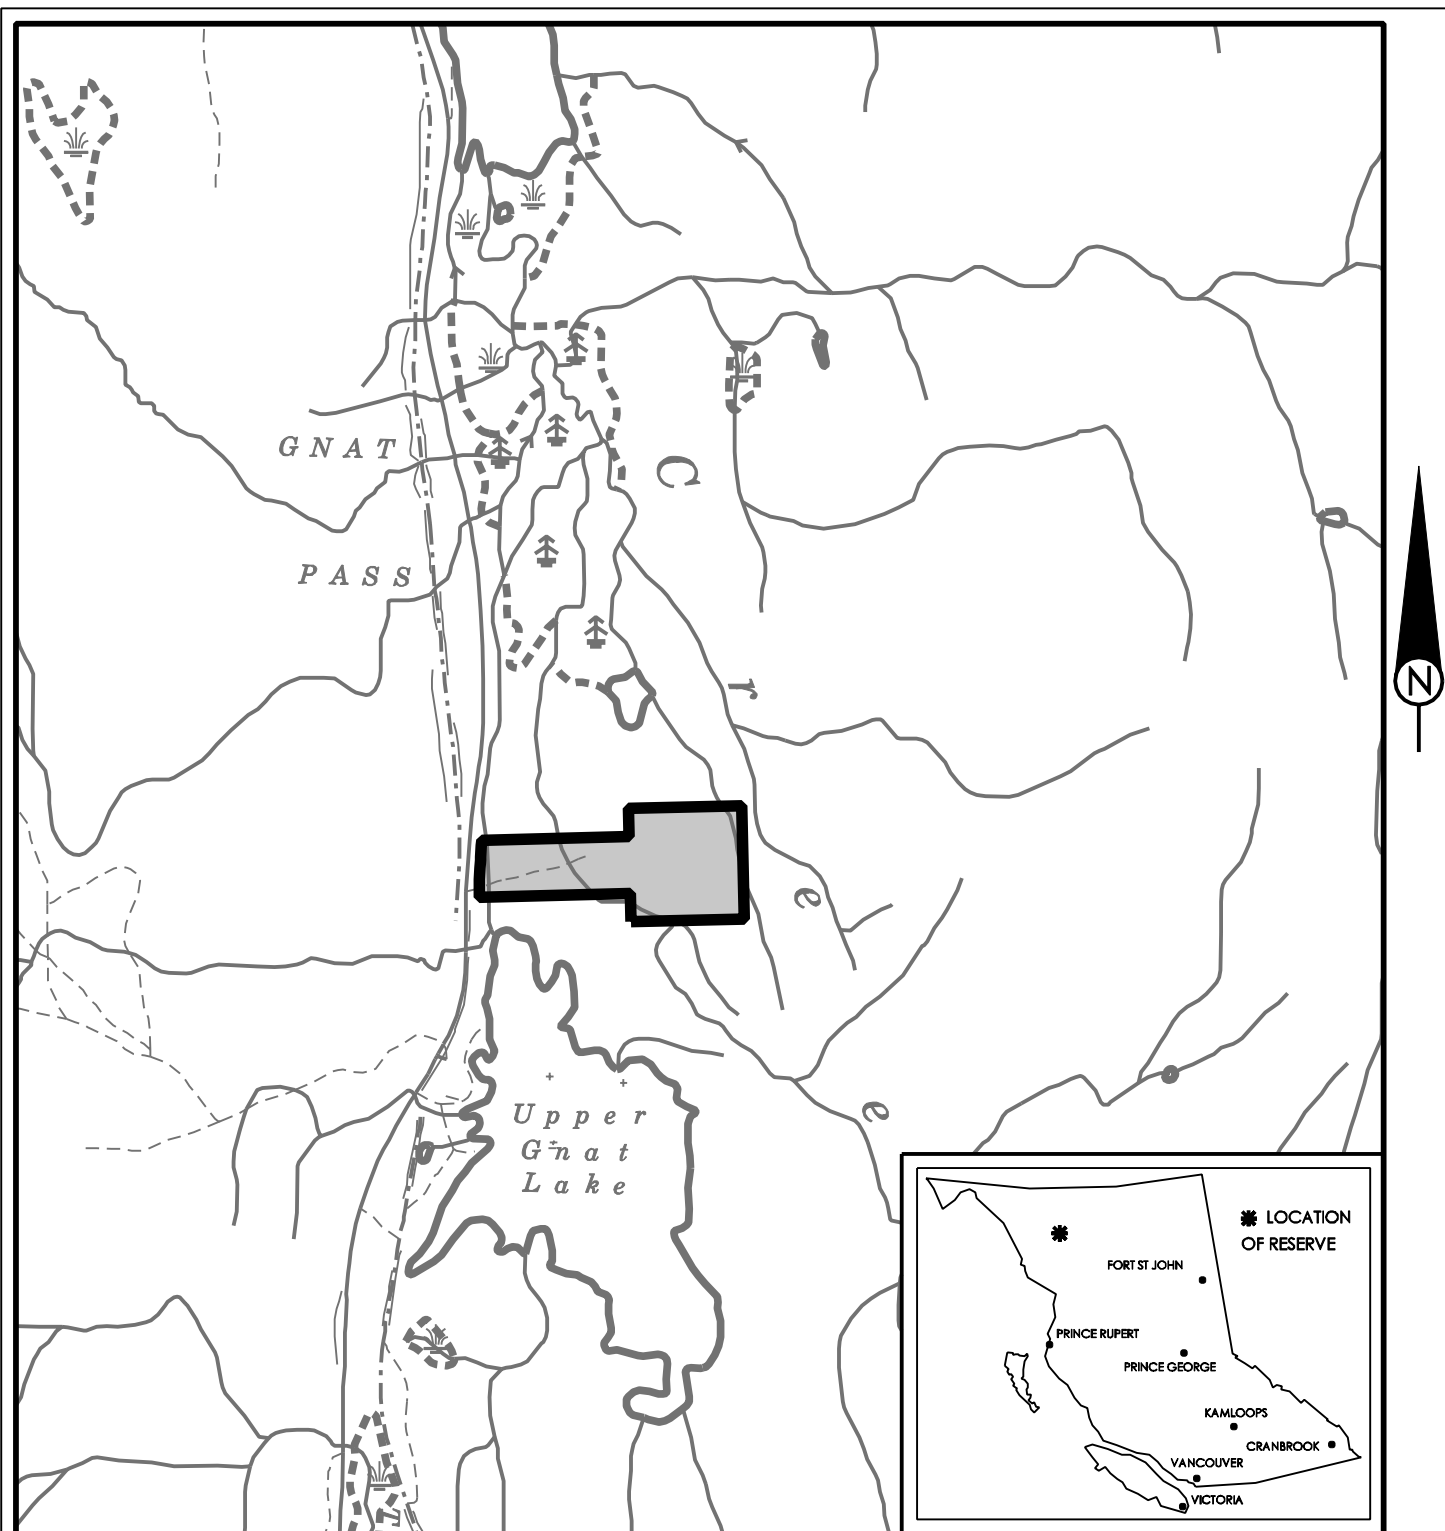 GNAT
PASS
C
r
e
e
N
Upper
Gnat
Lake
LOCATION
OF RESERVE
FORT ST JOHN
PRINCE RUPERT
PRINCE GEORGE
KAMLOOPS
CRANBROOK
VANCOUVER
VICTORIA